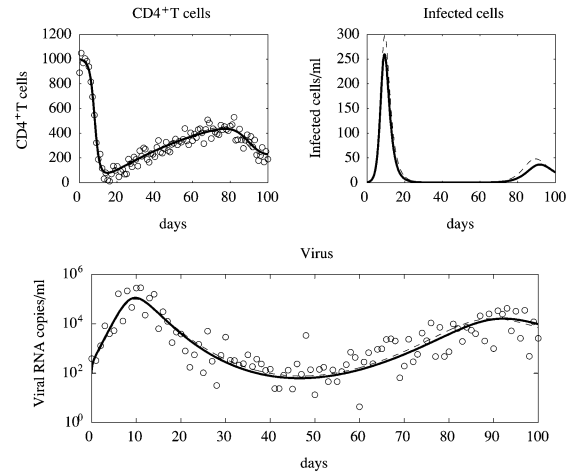 CD4⁺T cells
Infected cells
1200
1000
800
600
400
200
0
CD4⁺T cells
0 20 40 60 80 100
days
300
250
200
150
100
50
0
Infected cells/ml
0 20 40 60 80 100
days
Virus
10⁶
10⁴
10²
10⁰
Viral RNA copies/ml
0 10 20 30 40 50 60 70 80 90 100
days